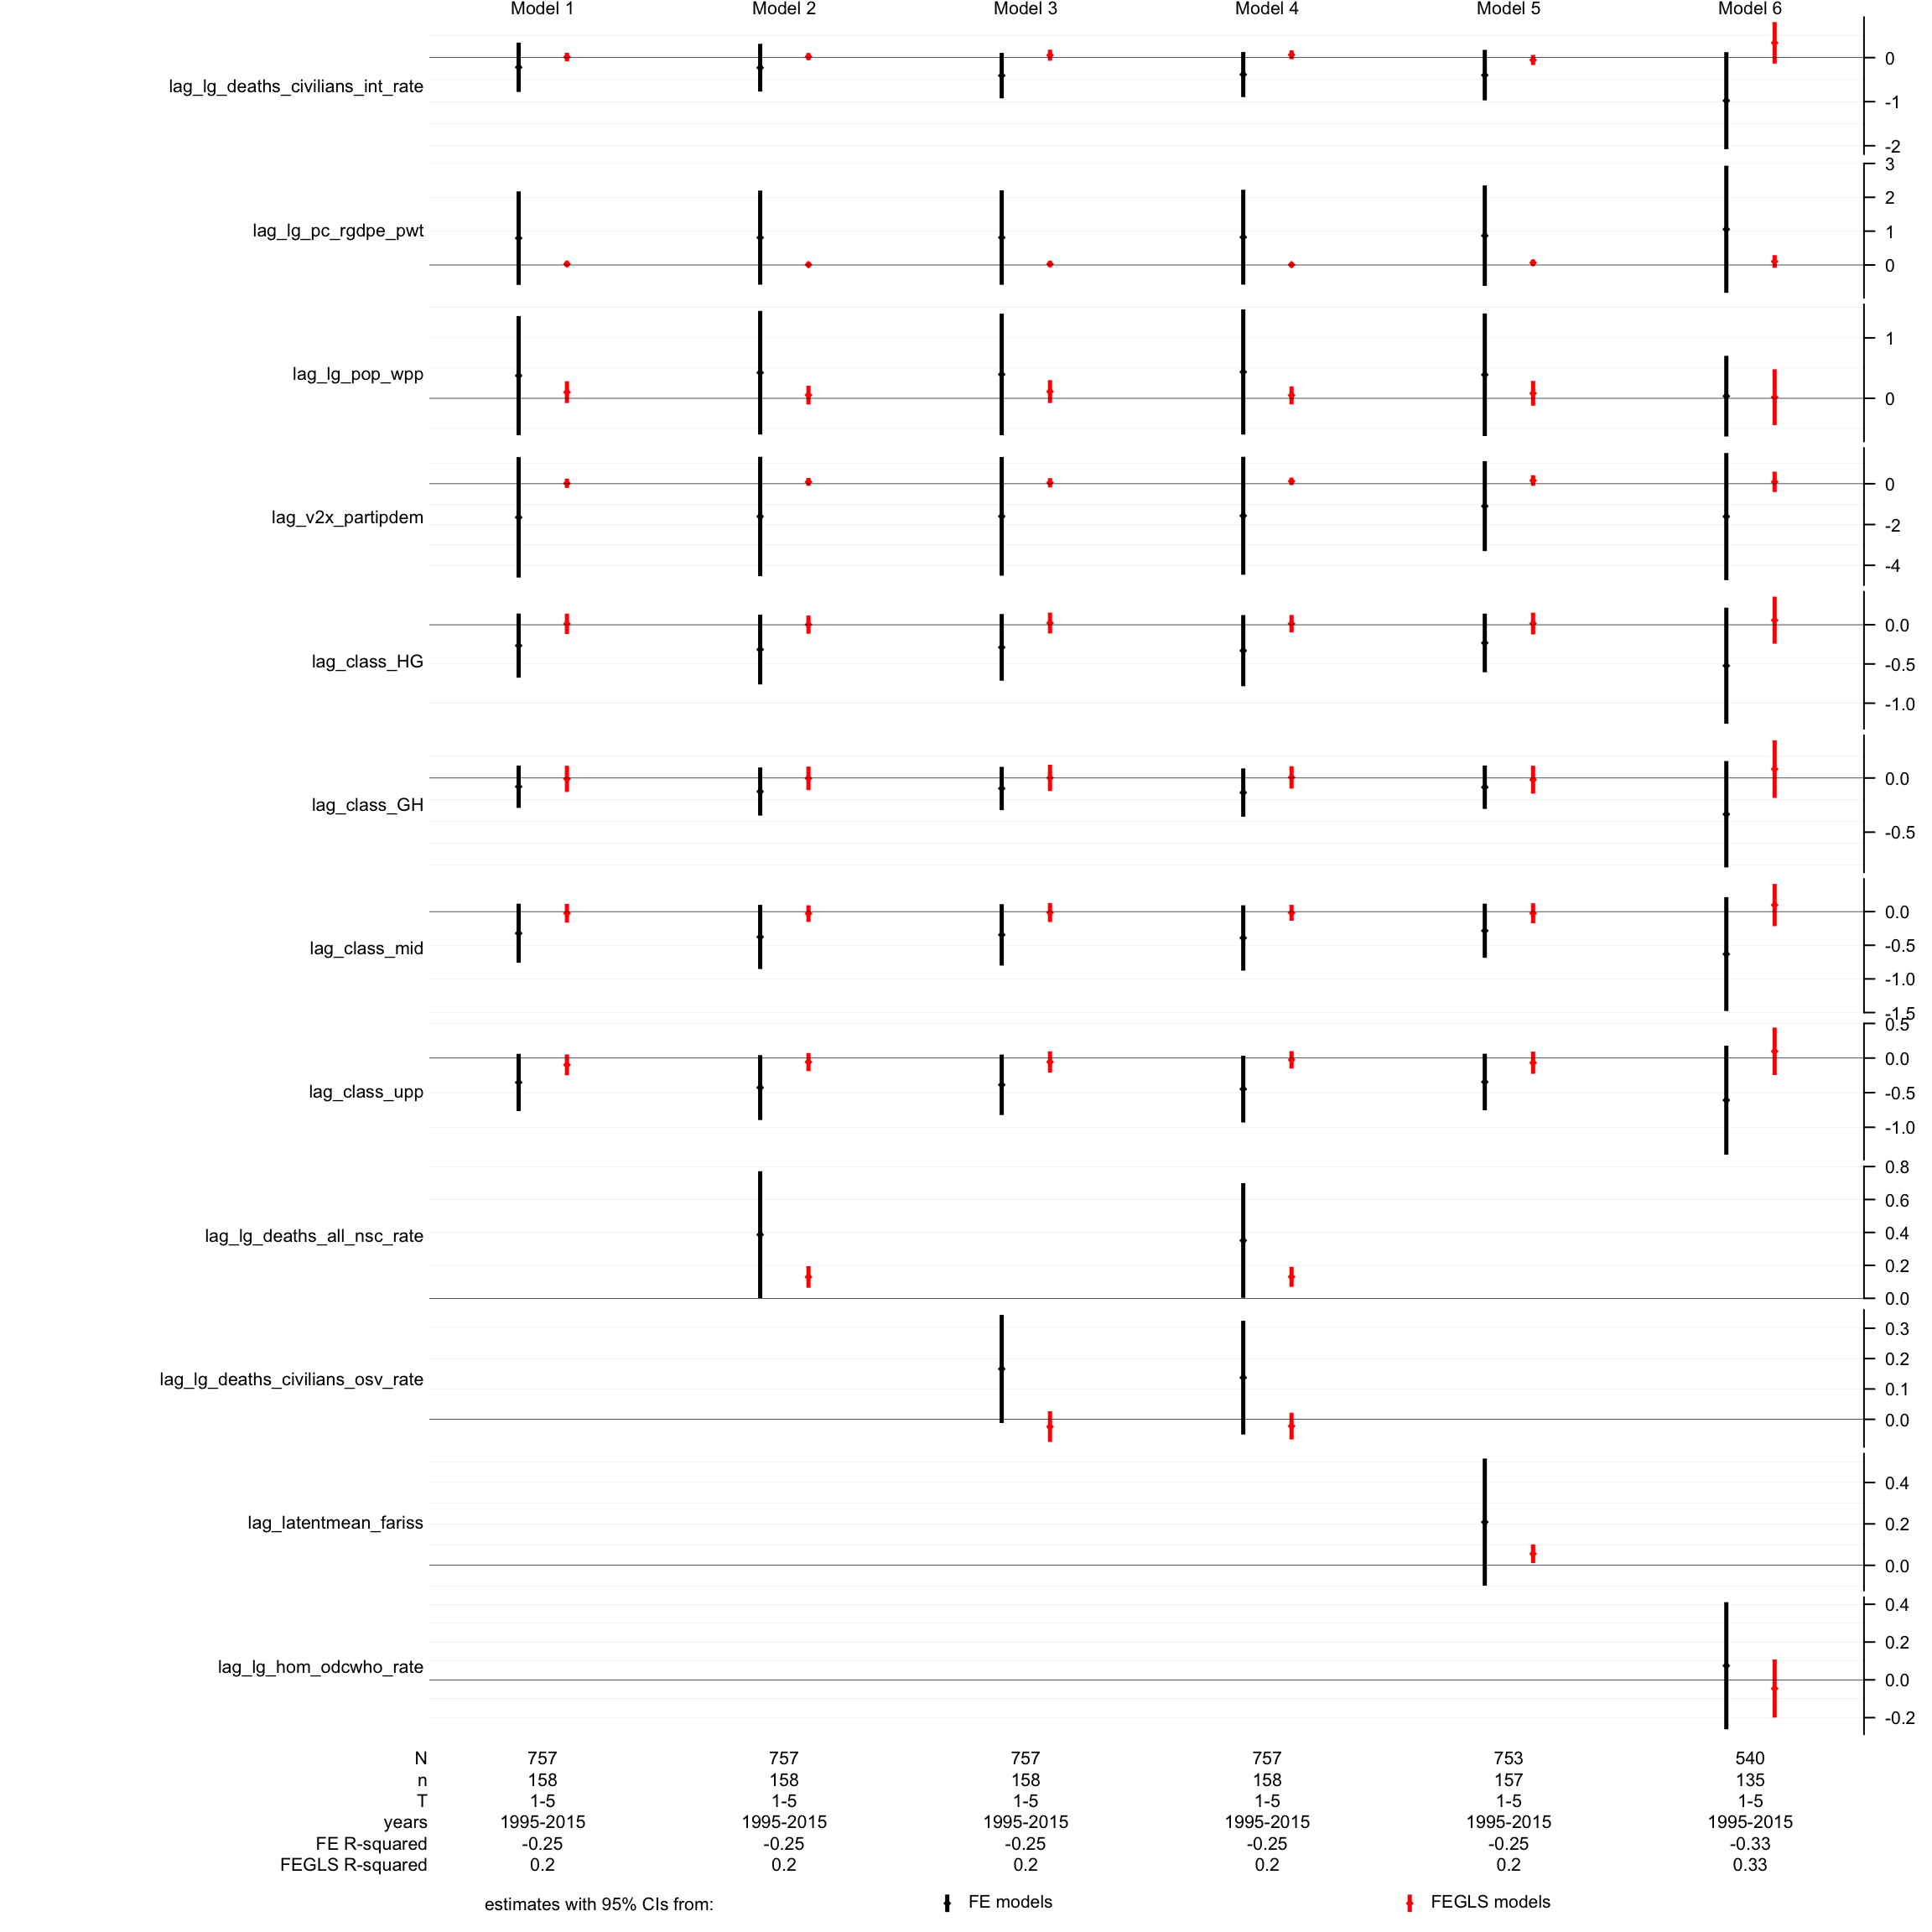 Model 1 Model 2 Model 3 Model 4 Model 5 Model 6
lag_lg_deaths_civilians_int_rate
0
-1
-2
lag_lg_pc_rgdpe_pwt
3
2
1
0
lag_lg_pop_wpp
1
0
lag_v2x_partipdem
0
-2
-4
lag_class_HG
0.0
-0.5
-1.0
lag_class_GH
0.0
-0.5
lag_class_mid
0.0
-0.5
-1.0
-1.5
lag_class_upp
0.5
0.0
-0.5
-1.0
lag_lg_deaths_all_nsc_rate
0.8
0.6
0.4
0.2
0.0
lag_lg_deaths_civilians_osv_rate
0.3
0.2
0.1
0.0
lag_latentmean_fariss
0.4
0.2
0.0
lag_lg_hom_odcwho_rate
0.4
0.2
0.0
-0.2
N 757 757 757 757 753 540
n 158 158 158 158 157 135
T 1-5 1-5 1-5 1-5 1-5 1-5
years 1995-2015 1995-2015 1995-2015 1995-2015 1995-2015 1995-2015
FE R-squared -0.25 -0.25 -0.25 -0.25 -0.25 -0.33
FEGLS R-squared 0.2 0.2 0.2 0.2 0.2 0.33
estimates with 95% CIs from: FE models FEGLS models